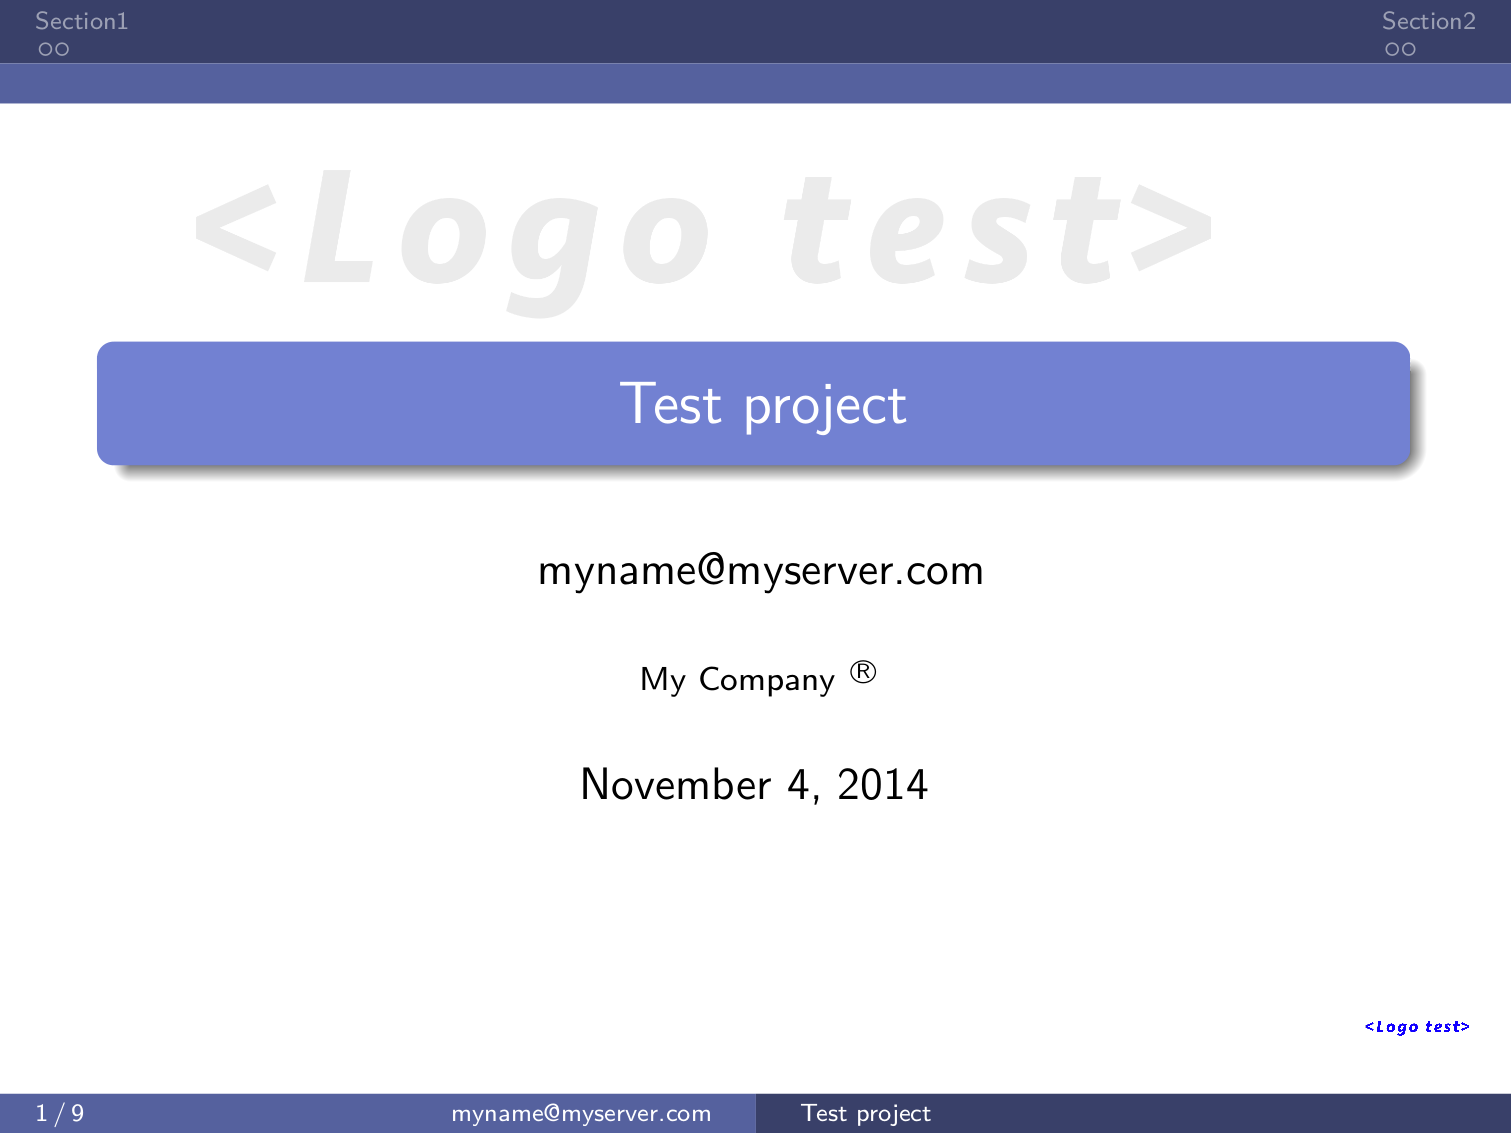 Section1 Section2
<Logo test>
Test project
myname@myserver.com
My Company ®
November 4, 2014
<Logo test>
1 / 9 myname@myserver.com Test project